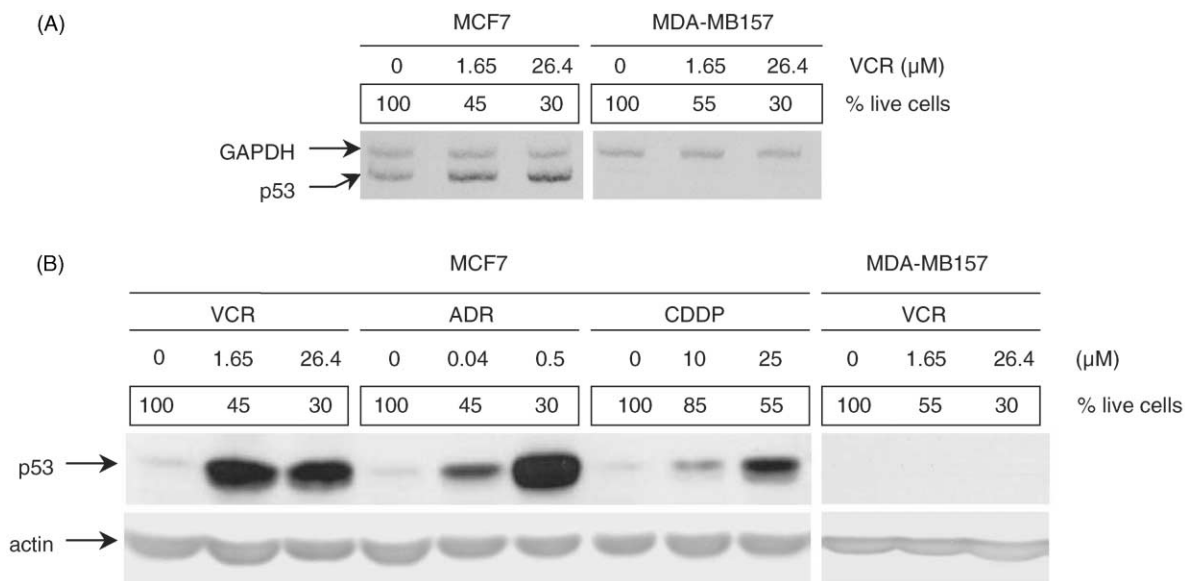 (A)
MCF7 MDA-MB157
0 1.65 26.4 0 1.65 26.4 VCR (µM)
100 45 30 100 55 30 % live cells
GAPDH
p53
(B)
MCF7 MDA-MB157
VCR ADR CDDP VCR
0 1.65 26.4 0 0.04 0.5 0 10 25 0 1.65 26.4 (µM)
100 45 30 100 45 30 100 85 55 100 55 30 % live cells
p53
actin